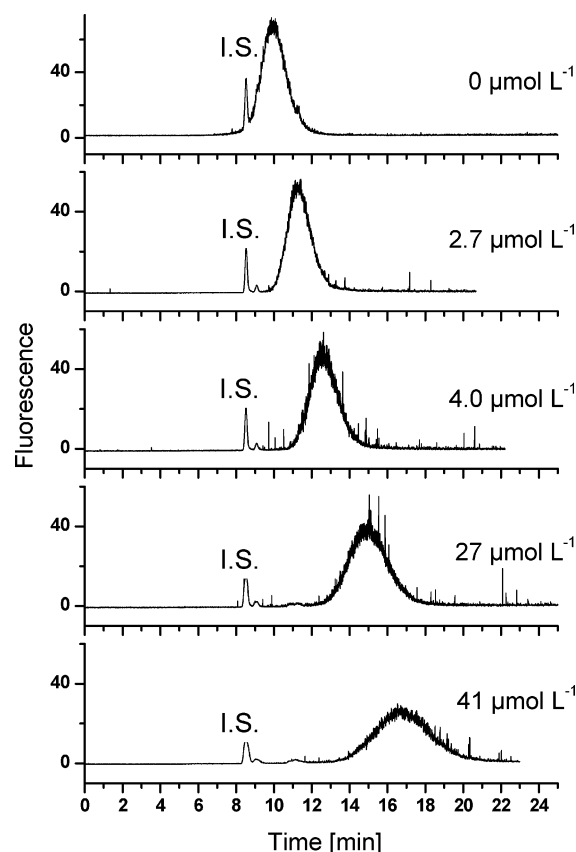 I.S.
40
0
0 µmol L-1
I.S.
40
0
2.7 µmol L-1
I.S.
40
0
4.0 µmol L-1
Fluorescence
I.S.
40
0
27 µmol L-1
I.S.
40
0
41 µmol L-1
0 2 4 6 8 10 12 14 16 18 20 22 24
Time [min]